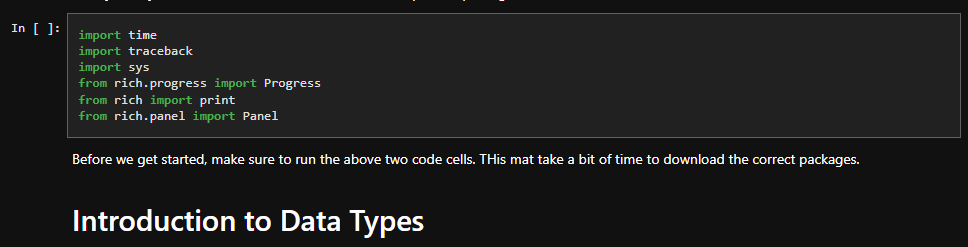 In [ ]:
import time
import traceback
import sys
from rich.progress import Progress
from rich import print
from rich.panel import Panel
Before we get started, make sure to run the above two code cells. THis mat take a bit of time to download the correct packages.
Introduction to Data Types